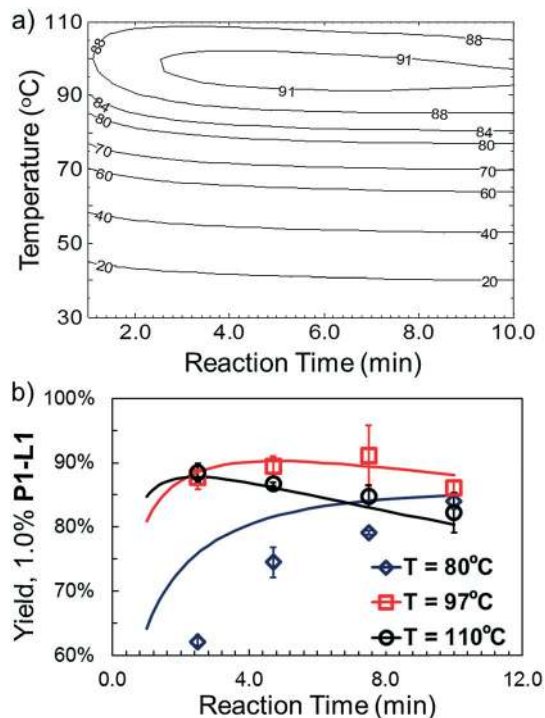 a)
110
88
88
91
Temperature (°C)
90
91
88
84
84
80
80
70
70
70
60
60
50
40
40
20
20
30
2.0 4.0 6.0 8.0 10.0
Reaction Time (min)
b)
100%
90%
80%
70%
60%
Yield, 1.0% P1-L1
T = 80°C
T = 97°C
T = 110°C
0.0 4.0 8.0 12.0
Reaction Time (min)